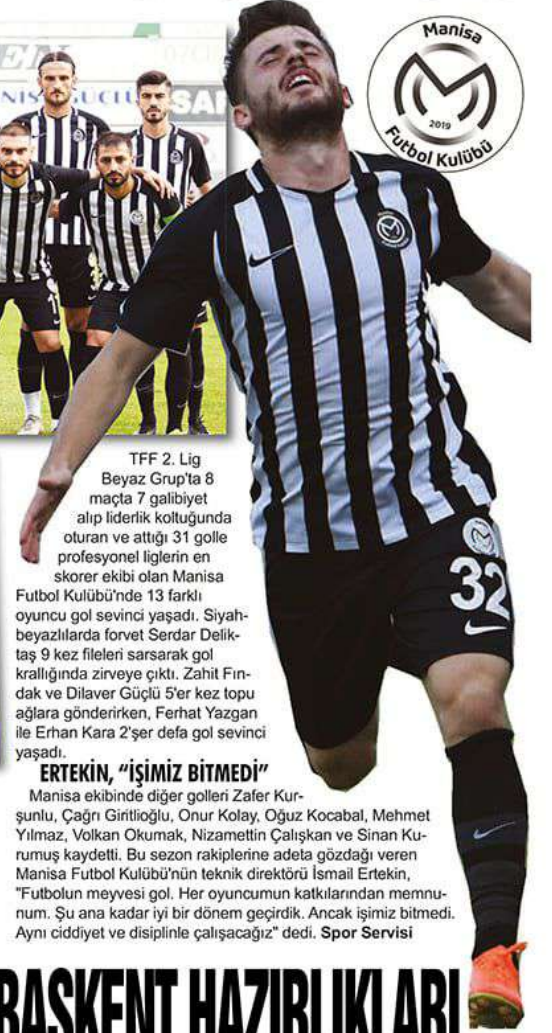 Manisa
2019
Futbol Kulübü
Manisa
32
TFF 2. Lig
Beyaz Grup'ta 8
maçta 7 galibiyet
alıp liderlik koltuğunda
oturan ve attığı 31 golle
profesyonel liglerin en
skorer ekibi olan Manisa
Futbol Kulübü'nde 13 farklı
oyuncu gol sevinci yaşadı. Siyah-
beyazlılarda forvet Serdar Delik-
taş 9 kez fileleri sarsarak gol
krallığında zirveye çıktı. Zahit Fın-
dak ve Dilaver Güçlü 5'er kez topu
ağlara gönderirken, Ferhat Yazgan
ile Erhan Kara 2'şer defa gol sevinci
yaşadı.
ERTEKİN, “İŞİMİZ BİTMEDİ”
Manisa ekibinde diğer golleri Zafer Kur-
şunlu, Çağrı Giritlioğlu, Onur Kolay, Oğuz Kocabal, Mehmet
Yılmaz, Volkan Okumak, Nizamettin Çalışkan ve Sinan Ku-
rumuş kaydetti. Bu sezon rakiplerine adeta gözdağı veren
Manisa Futbol Kulübü'nün teknik direktörü İsmail Ertekin,
"Futbolun meyvesi gol. Her oyuncumun katkılarından memnu-
num. Şu ana kadar iyi bir dönem geçirdik. Ancak işimiz bitmedi.
Aynı ciddiyet ve disiplinle çalışacağız" dedi. Spor Servisi
BAŞKENT HAZIRLIKLARI